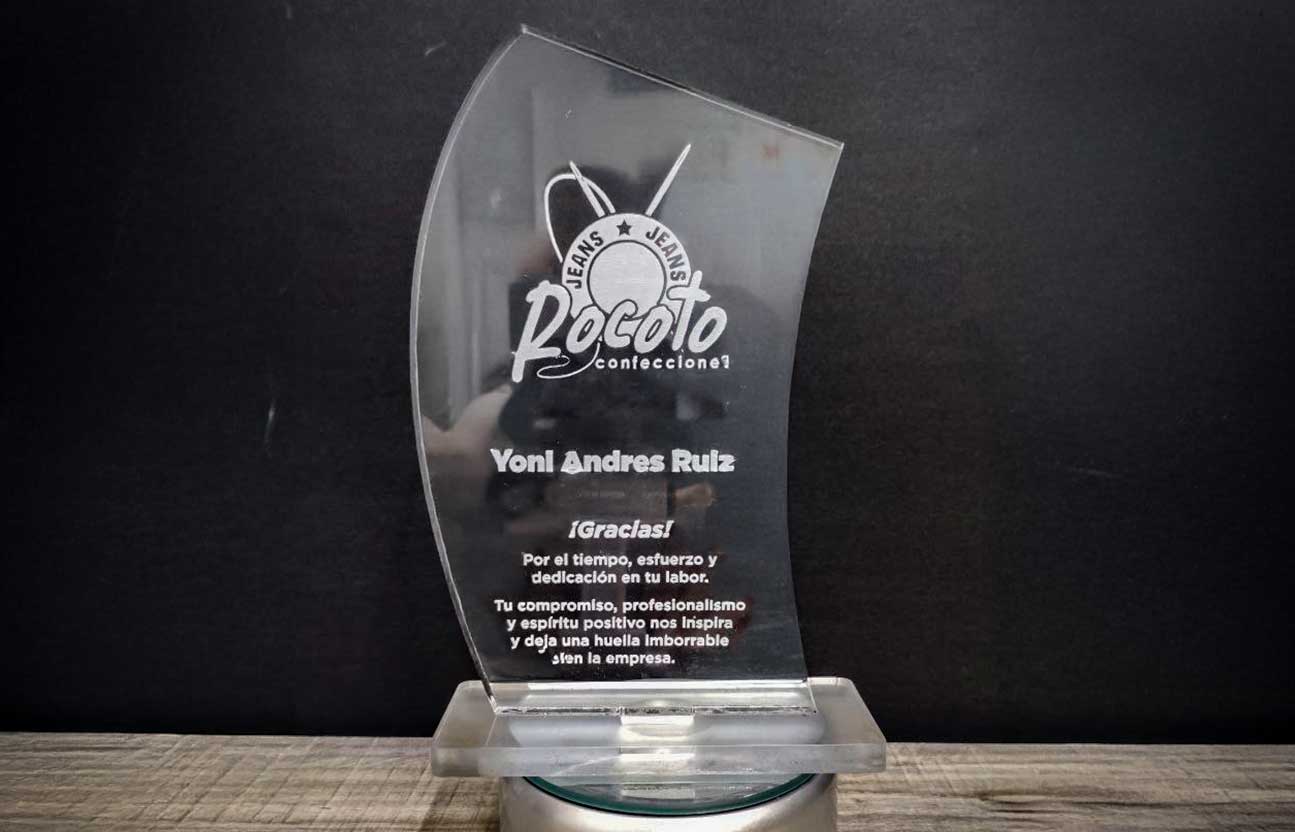 JEANS ★ JEANS
Rocoto
confecciones
Yoni Andres Ruiz
¡Gracias!
Por el tiempo, esfuerzo y
dedicación en tu labor.
Tu compromiso, profesionalismo
y espíritu positivo nos inspira
y deja una huella imborrable
en la empresa.